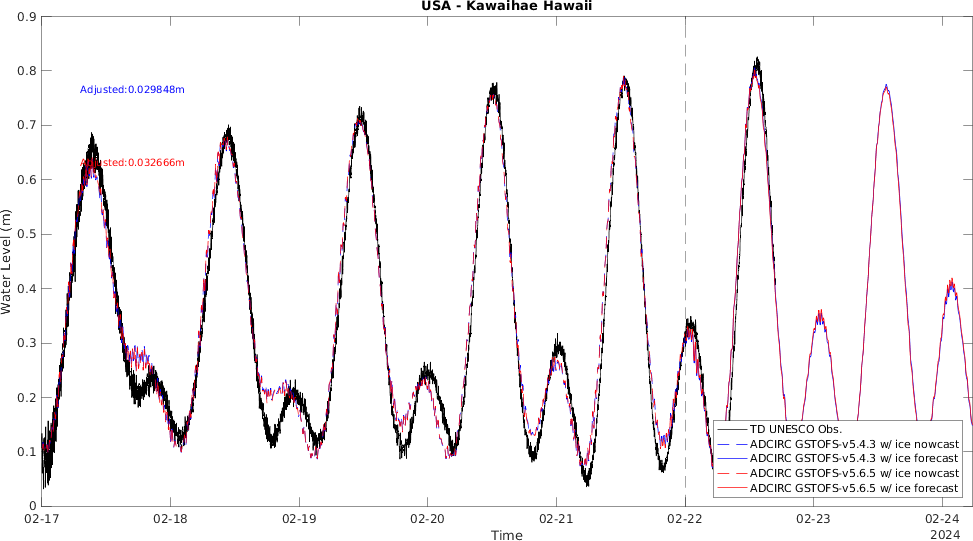 USA - Kawaihae Hawaii
0.9
0.8
Adjusted:0.029848m
0.7
Adjusted:0.032666m
0.6
0.5
Water Level (m)
0.4
0.3
0.2
0.1
0
TD UNESCO Obs.
ADCIRC GSTOFS-v5.4.3 w/ ice nowcast
ADCIRC GSTOFS-v5.4.3 w/ ice forecast
ADCIRC GSTOFS-v5.6.5 w/ ice nowcast
ADCIRC GSTOFS-v5.6.5 w/ ice forecast
02-17 02-18 02-19 02-20 02-21 02-22 02-23 02-24
Time
2024